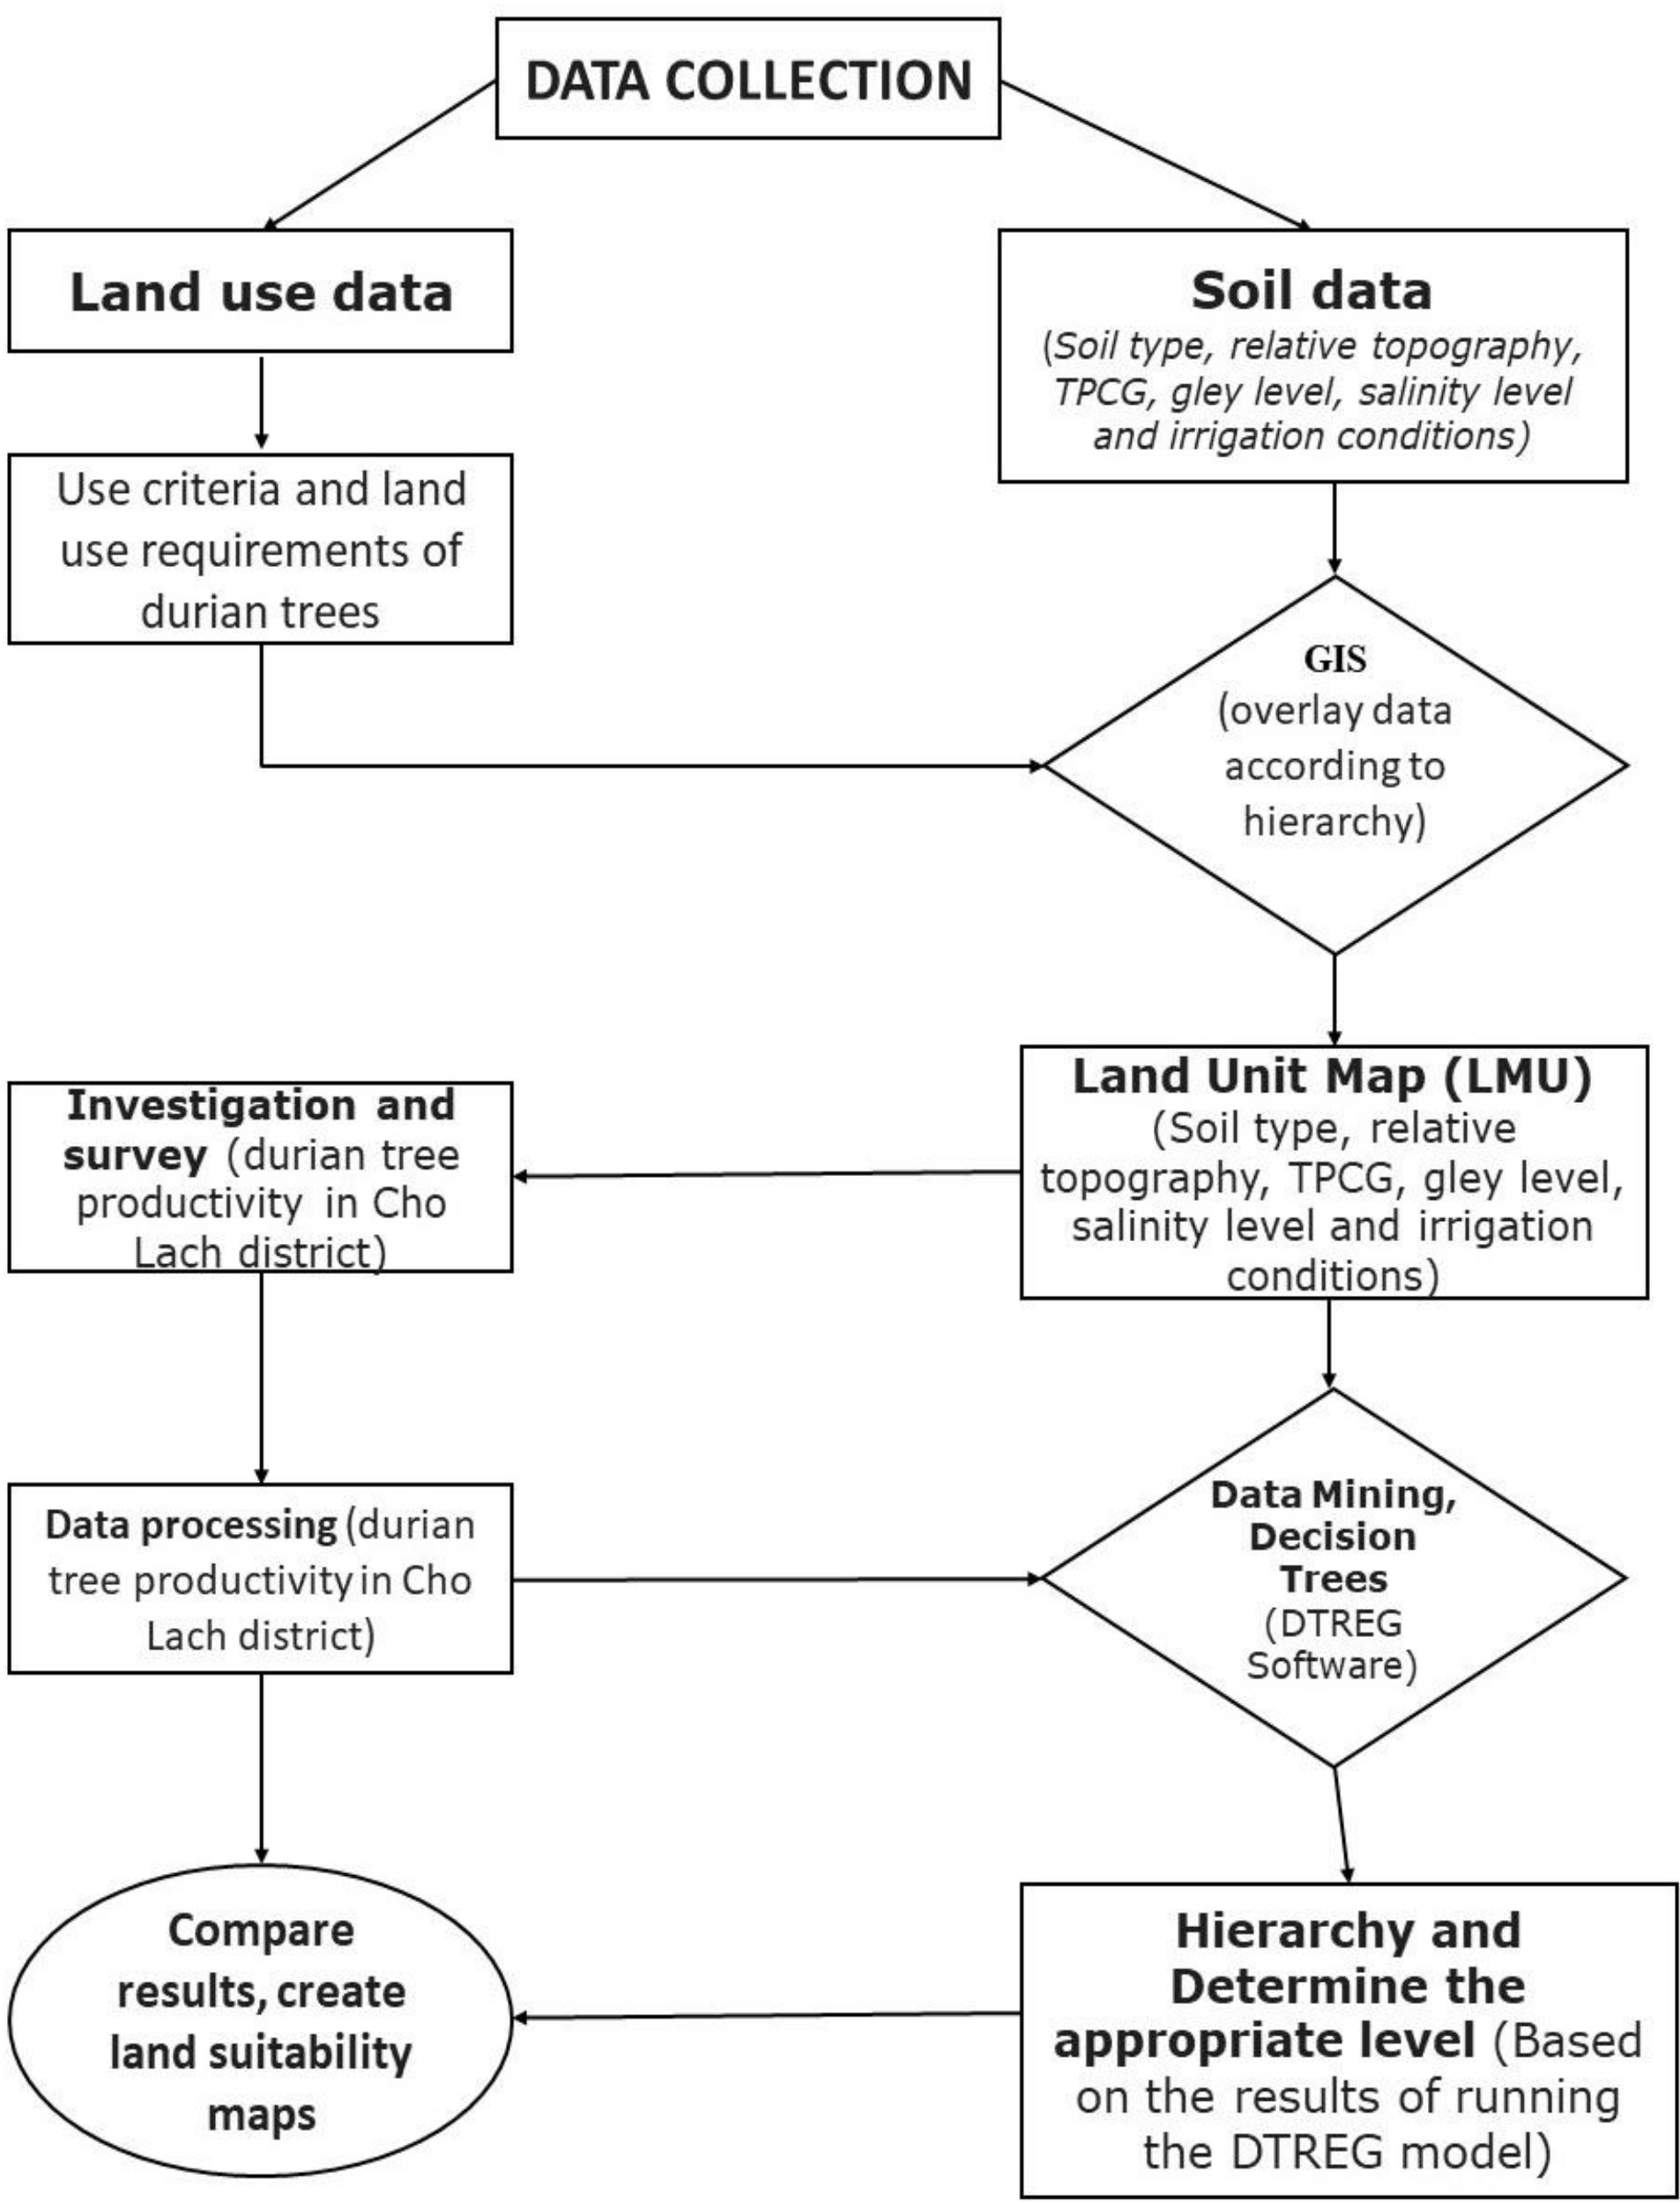 DATA COLLECTION
Land use data
Soil data
(Soil type, relative topography,
TPCG, gley level, salinity level
and irrigation conditions)
Use criteria and land
use requirements of
durian trees
GIS
(overlay data
according to
hierarchy)
Land Unit Map (LMU)
(Soil type, relative
topography, TPCG, gley level,
salinity level and irrigation
conditions)
Investigation and
survey (durian tree
productivity in Cho
Lach district)
Data processing (durian
tree productivity in Cho
Lach district)
Data Mining,
Decision
Trees
(DTREG
Software)
Hierarchy and
Determine the
appropriate level (Based
on the results of running
the DTREG model)
Compare
results, create
land suitability
maps